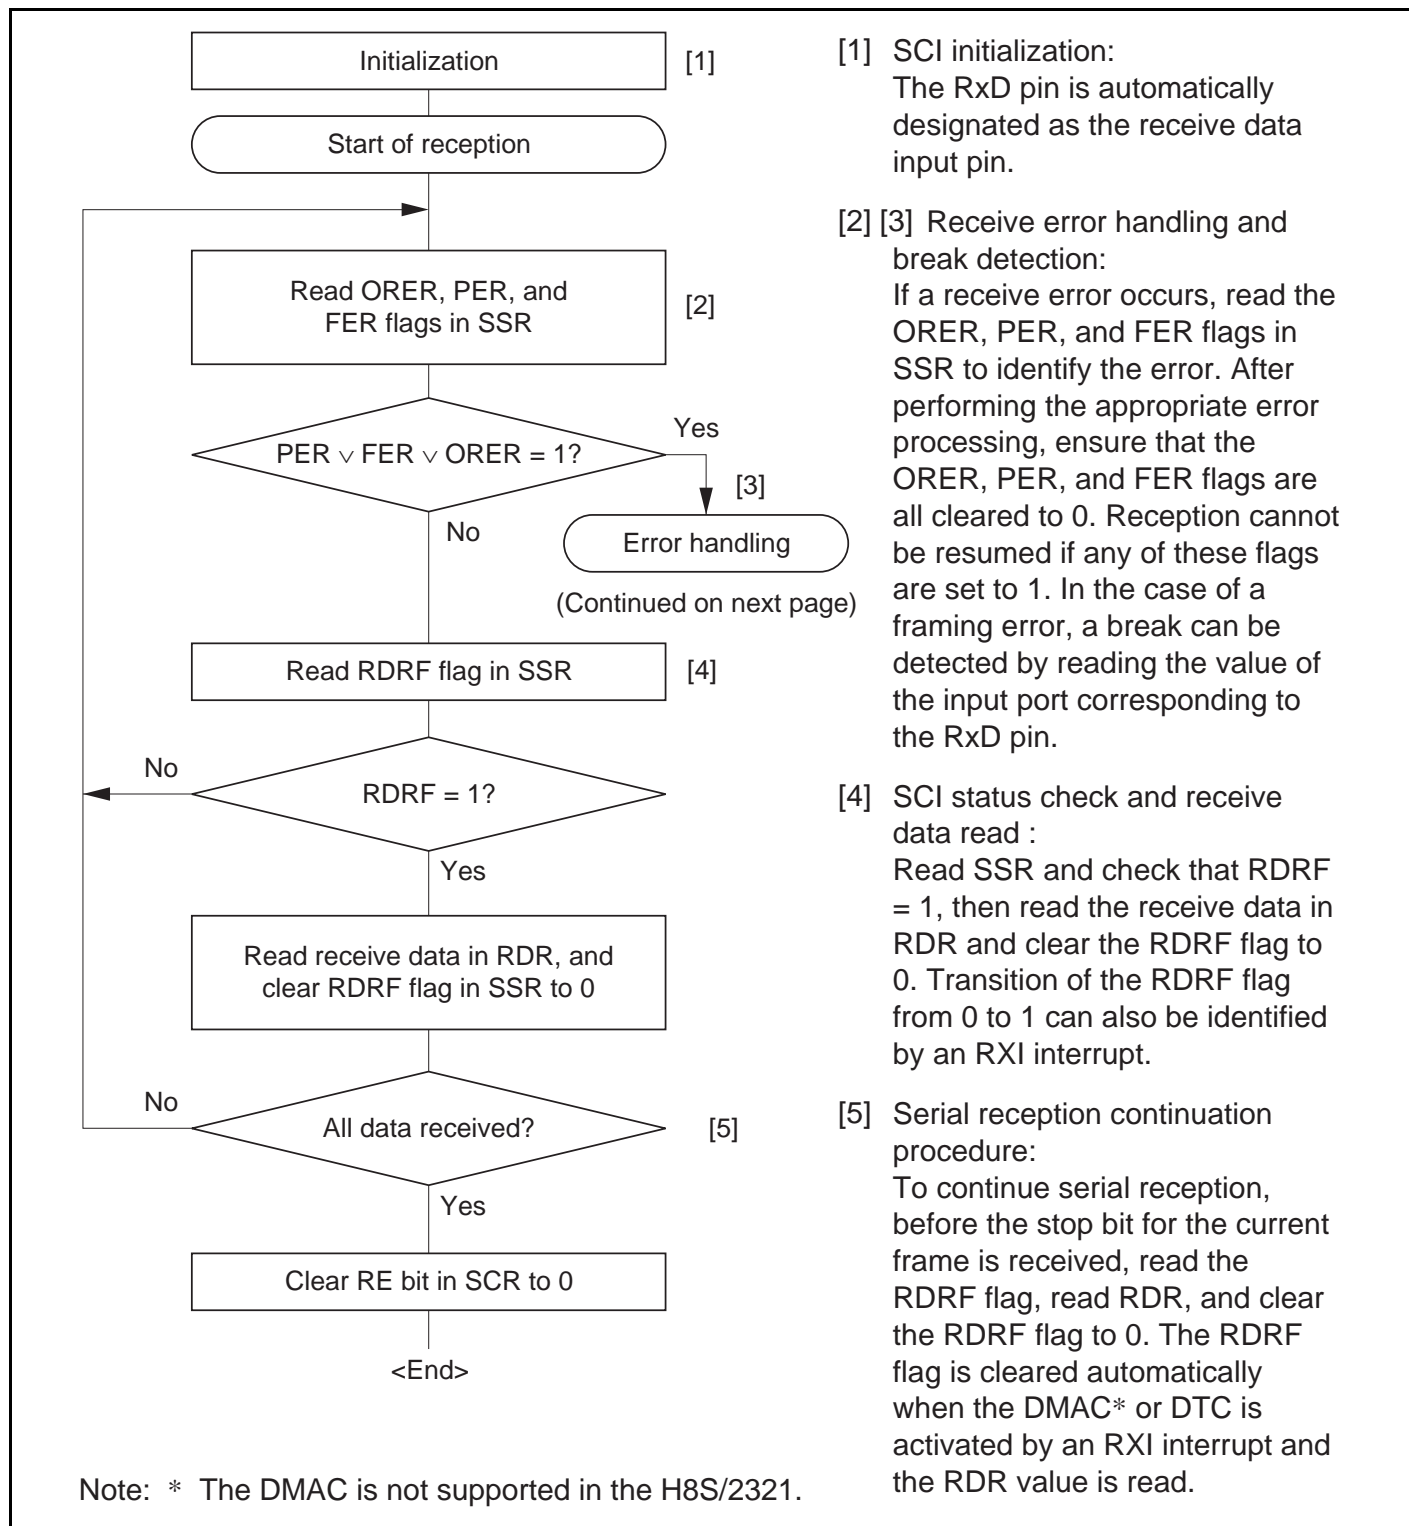 Initialization [1]
Start of reception
Read ORER, PER, and
FER flags in SSR
[2]
PER ∨ FER ∨ ORER = 1?
Yes
[3]
No
Error handling
(Continued on next page)
Read RDRF flag in SSR [4]
No
RDRF = 1?
Yes
Read receive data in RDR, and
clear RDRF flag in SSR to 0
No
All data received? [5]
Yes
Clear RE bit in SCR to 0
<End>
[1] SCI initialization:
The RxD pin is automatically
designated as the receive data
input pin.
[2] [3] Receive error handling and
break detection:
If a receive error occurs, read the
ORER, PER, and FER flags in
SSR to identify the error. After
performing the appropriate error
processing, ensure that the
ORER, PER, and FER flags are
all cleared to 0. Reception cannot
be resumed if any of these flags
are set to 1. In the case of a
framing error, a break can be
detected by reading the value of
the input port corresponding to
the RxD pin.
[4] SCI status check and receive
data read :
Read SSR and check that RDRF
= 1, then read the receive data in
RDR and clear the RDRF flag to
0. Transition of the RDRF flag
from 0 to 1 can also be identified
by an RXI interrupt.
[5] Serial reception continuation
procedure:
To continue serial reception,
before the stop bit for the current
frame is received, read the
RDRF flag, read RDR, and clear
the RDRF flag to 0. The RDRF
flag is cleared automatically
when the DMAC* or DTC is
activated by an RXI interrupt and
the RDR value is read.
Note: * The DMAC is not supported in the H8S/2321.